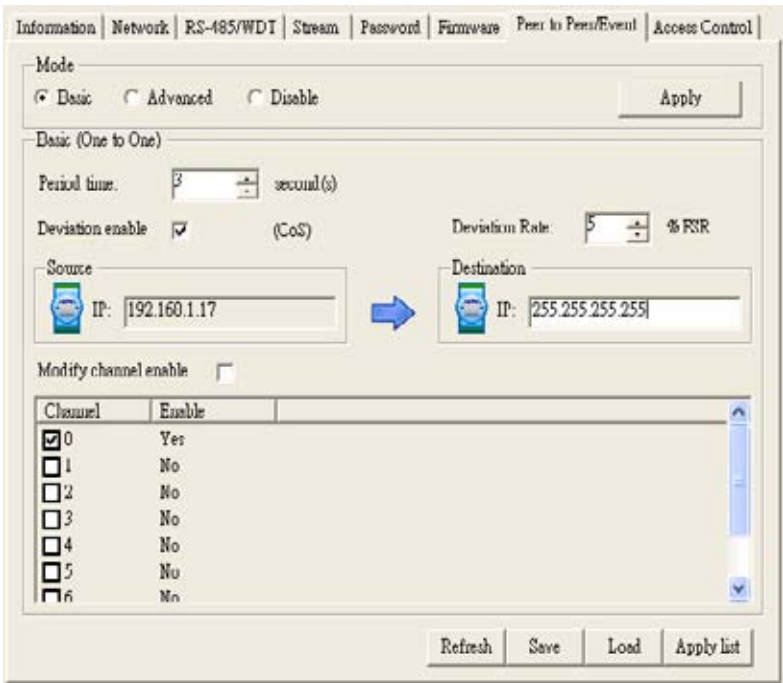 Information Network RS-485/WDT Stream Password Firmware Peer to Peer/Event Access Control
Mode
Basic Advanced Disable Apply
Basic (One to One)
Period time: 3 second(s)
Deviation enable (CoS) Deviation Rate: 5 % FSR
Source Destination
IP: 192.160.1.17 IP: 255.255.255.255
Modify channel enable
Channel Enable
0 Yes
1 No
2 No
3 No
4 No
5 No
6 No
Refresh Save Load Apply list